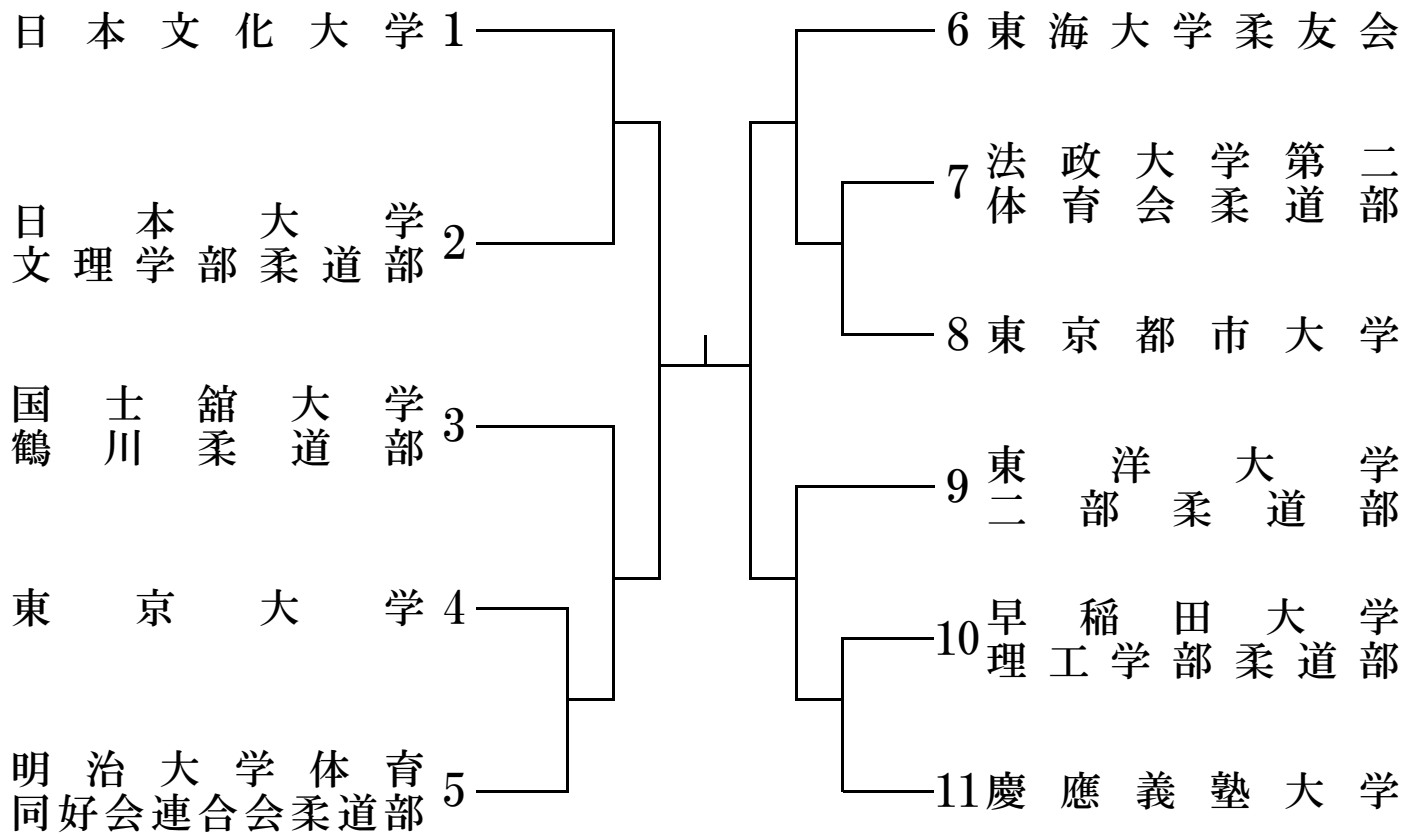 日本文化大学 1
日本大学
文理学部柔道部 2
国士舘大学
鶴川柔道部 3
東京大学 4
明治大学体育
同好会連合会柔道部 5
6 東海大学柔友会
7 法政大学第二
体育会柔道部
8 東京都市大学
9 東洋大学
二部柔道部
10 早稲田大学
理工学部柔道部
11 慶應義塾大学